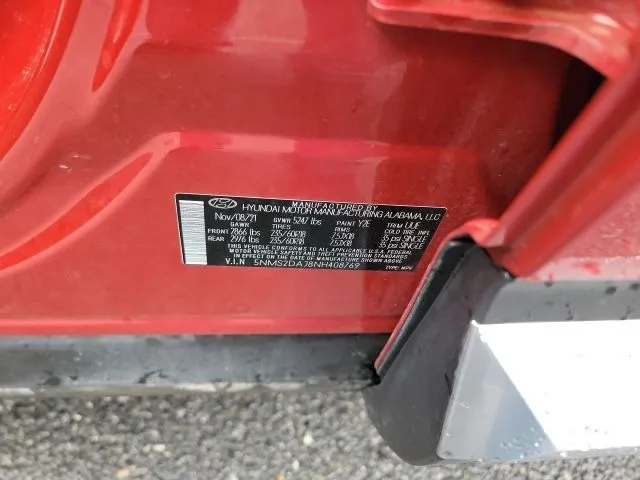 MANUFACTURED BY
HYUNDAI MOTOR MANUFACTURING ALABAMA, LLC
Nov/08/21 GVWR 5247 lbs PAINT Y2E TRIM UUE
GAWR TIRES RIMS COLD TIRE INFL
FRONT 2866 lbs 235/60R18 7.5JX18 35 psi SINGLE
REAR 2976 lbs 235/60R18 7.5JX18 35 psi SINGLE
THIS VEHICLE CONFORMS TO ALL APPLICABLE U.S.A FEDERAL
MOTOR VEHICLE SAFETY AND THEFT PREVENTION STANDARDS
IN EFFECT ON THE DATE OF MANUFACTURE SHOWN ABOVE.
V.I.N 5NMS2DAJ8NH408769 TYPE: MPV